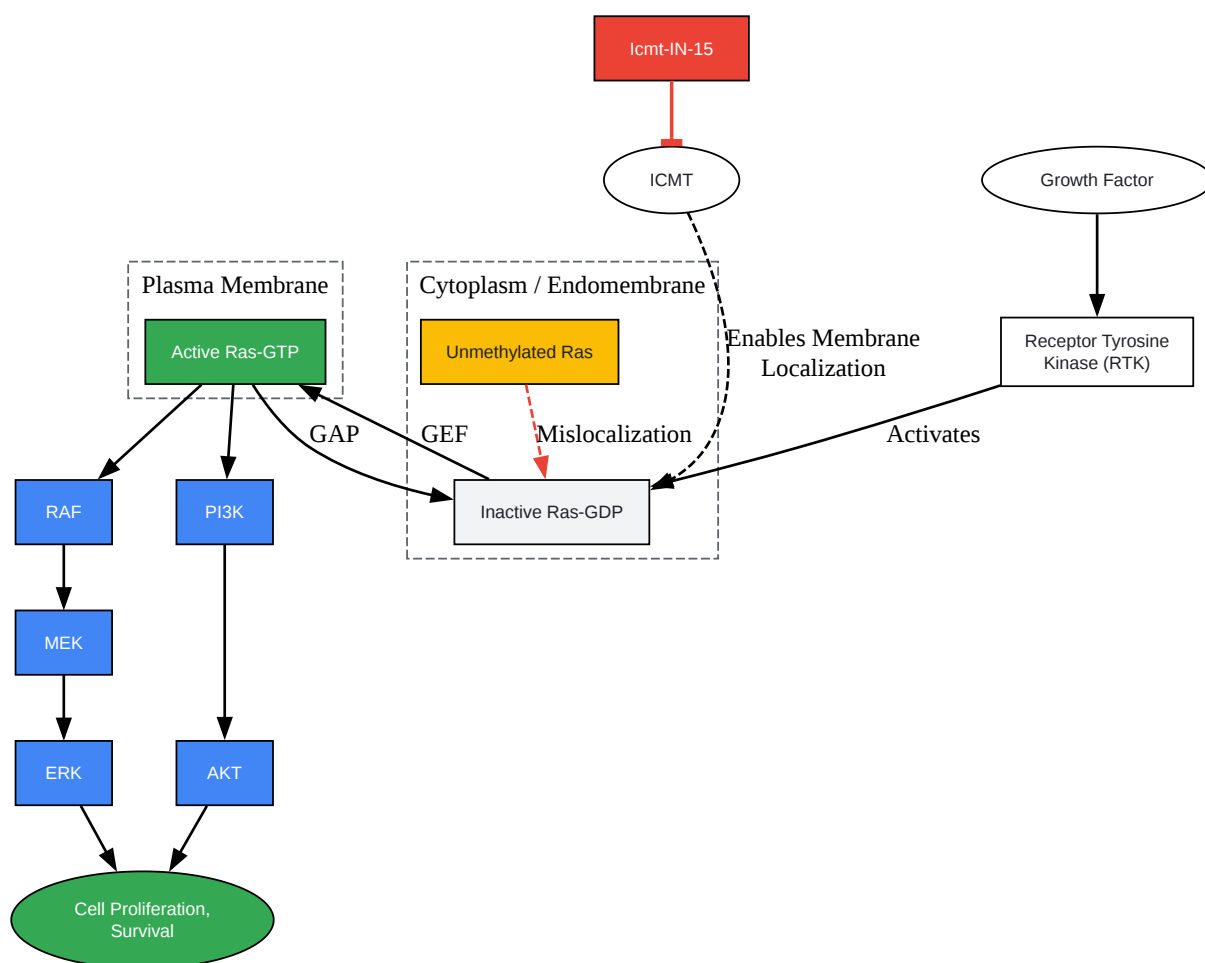 Icmt-IN-15
ICMT
Growth Factor
Plasma Membrane
Cytoplasm / Endomembrane
Active Ras-GTP
Unmethylated Ras
Enables Membrane
Localization
Receptor Tyrosine
Kinase (RTK)
GAP
GEF
Mislocalization
Activates
RAF
PI3K
Inactive Ras-GDP
MEK
ERK
AKT
Cell Proliferation,
Survival